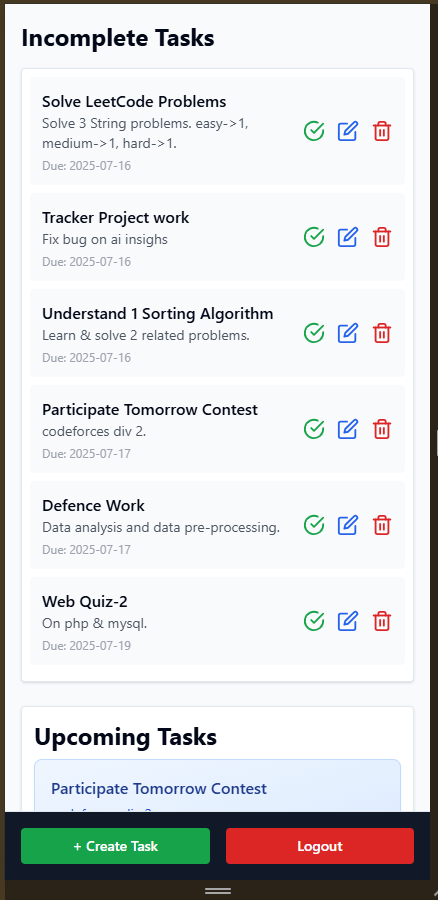 Incomplete Tasks
Solve LeetCode Problems
Solve 3 String problems. easy->1,
medium->1, hard->1.
Due: 2025-07-16
Tracker Project work
Fix bug on ai insighs
Due: 2025-07-16
Understand 1 Sorting Algorithm
Learn & solve 2 related problems.
Due: 2025-07-16
Participate Tomorrow Contest
codeforces div 2.
Due: 2025-07-17
Defence Work
Data analysis and data pre-processing.
Due: 2025-07-17
Web Quiz-2
On php & mysql.
Due: 2025-07-19
Upcoming Tasks
Participate Tomorrow Contest
+ Create Task
Logout